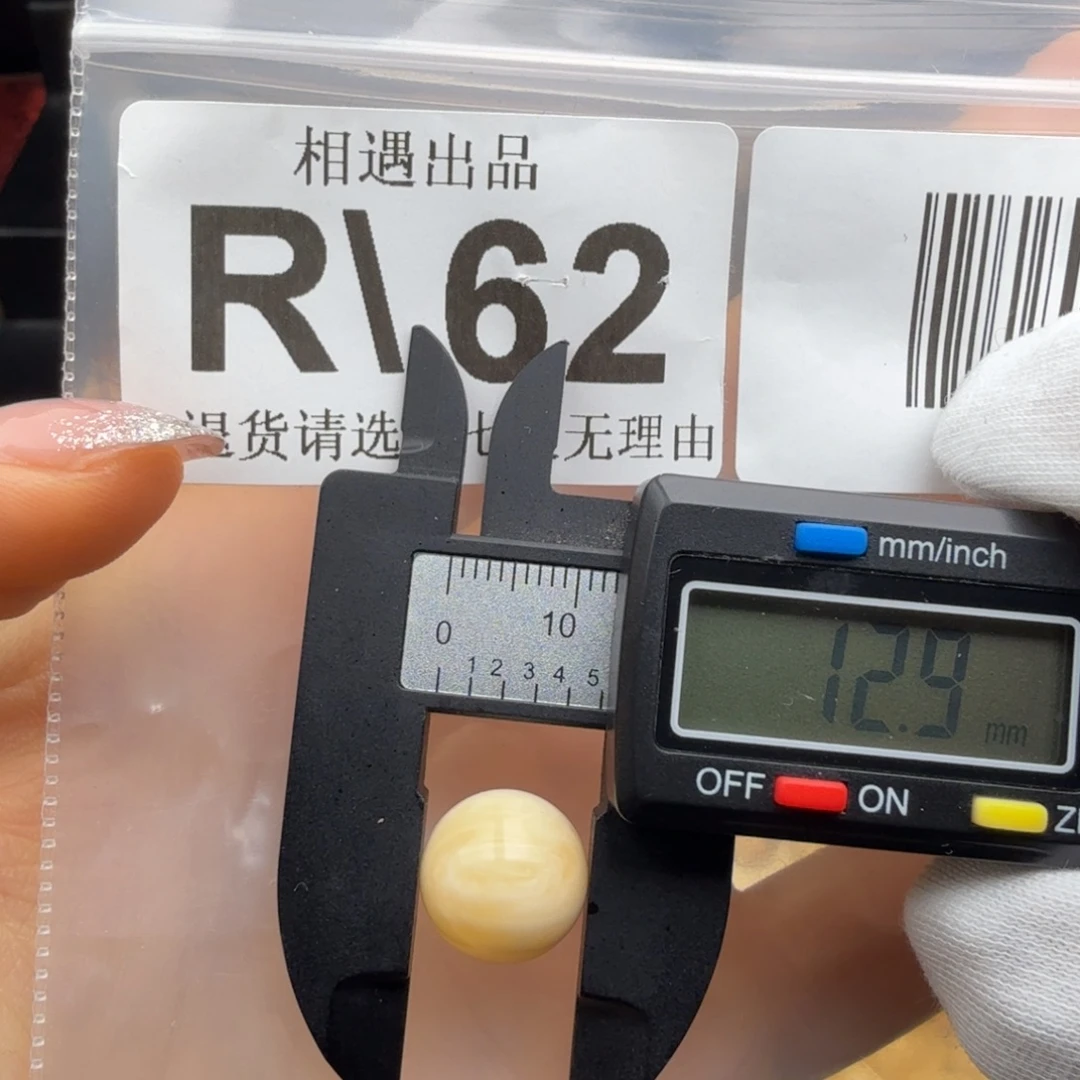 相遇出品
R\62
退货请选 七 无理由
mm/inch
12.9 mm
0 10
1 2 3 4 5
OFF ON